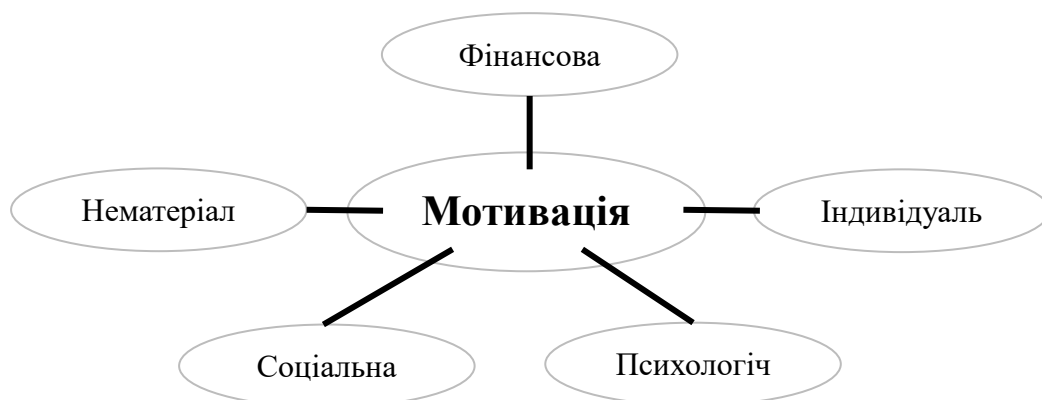 Фінансова
Нематеріал
Мотивація
Індивідуаль
Соціальна
Психологіч